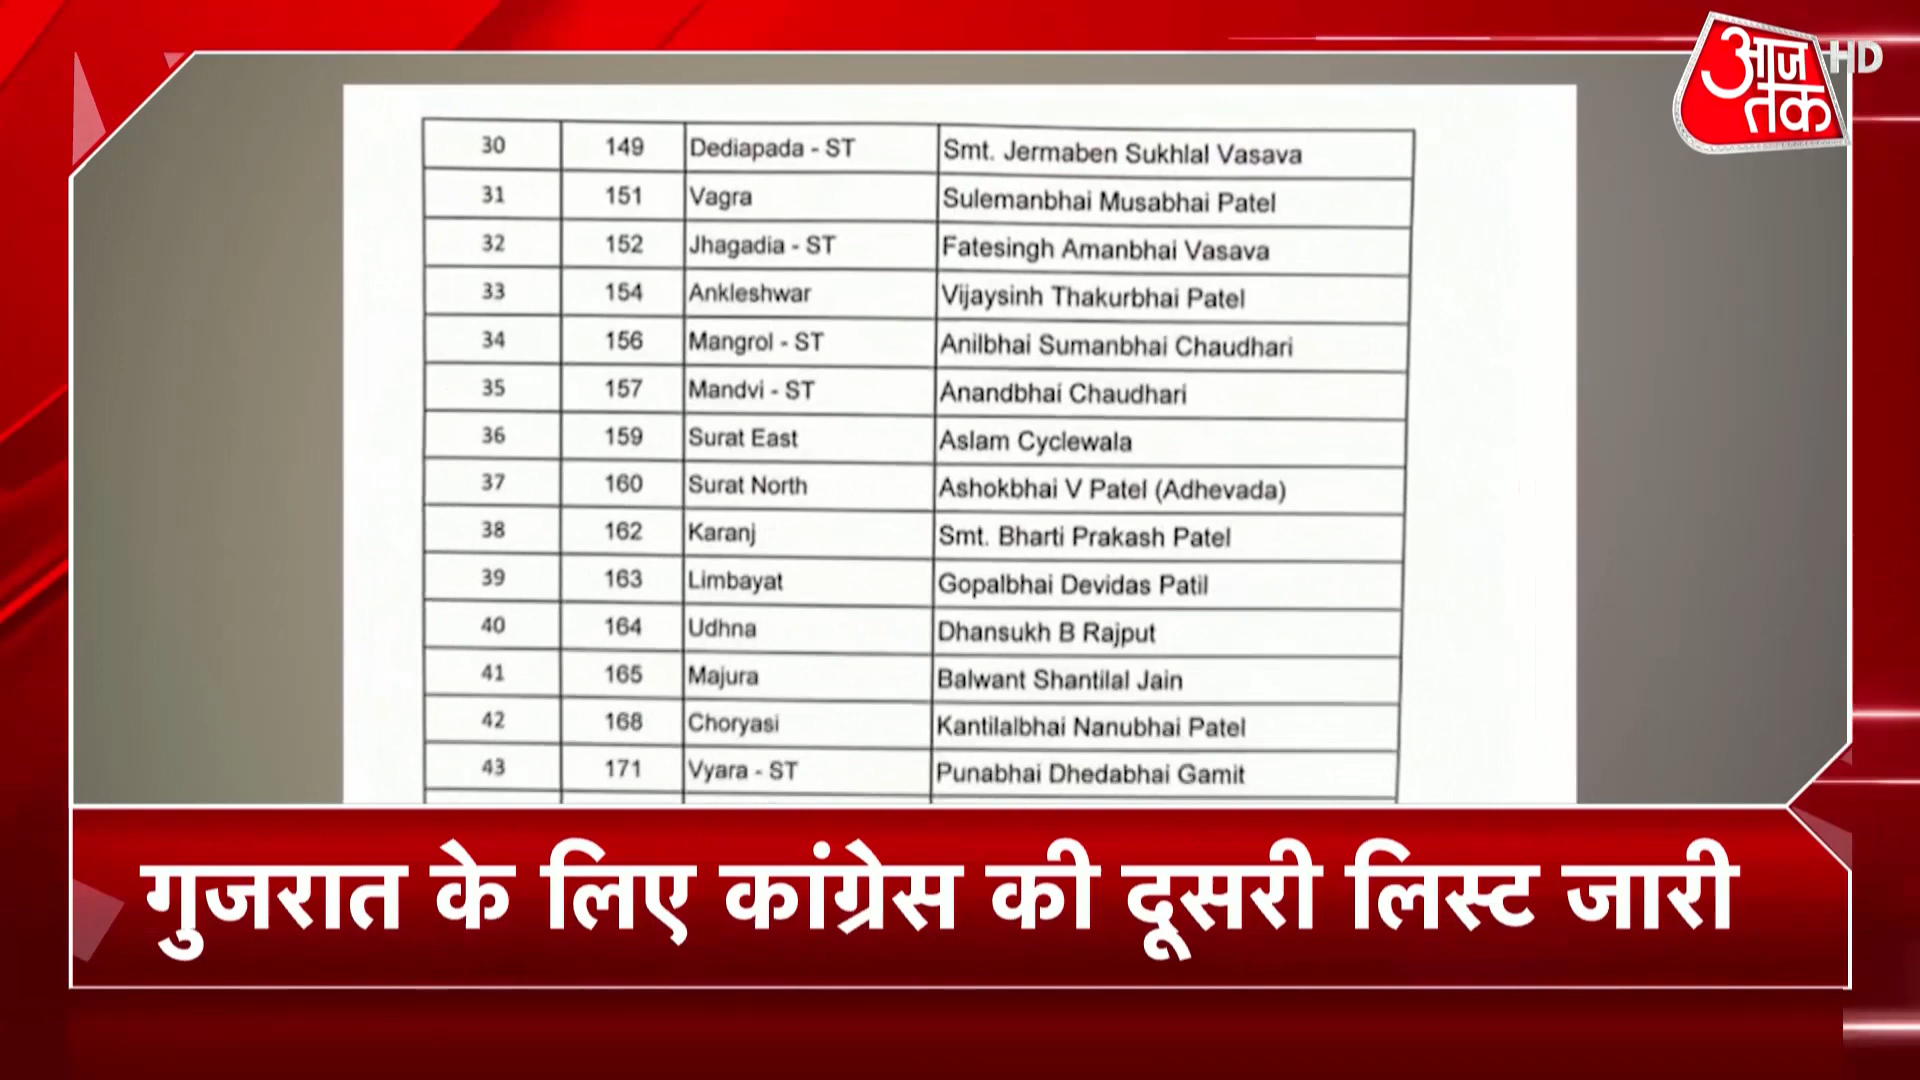 आज तक HD
30 149 Dediapada - ST Smt. Jermaben Sukhlal Vasava
31 151 Vagra Sulemanbhai Musabhai Patel
32 152 Jhagadia - ST Fatesingh Amanbhai Vasava
33 154 Ankleshwar Vijaysinh Thakurbhai Patel
34 156 Mangrol - ST Anilbhai Sumanbhai Chaudhari
35 157 Mandvi - ST Anandbhai Chaudhari
36 159 Surat East Aslam Cyclewala
37 160 Surat North Ashokbhai V Patel (Adhevada)
38 162 Karanj Smt. Bharti Prakash Patel
39 163 Limbayat Gopalbhai Devidas Patil
40 164 Udhna Dhansukh B Rajput
41 165 Majura Balwant Shantilal Jain
42 168 Choryasi Kantilalbhai Nanubhai Patel
43 171 Vyara - ST Punabhai Dhedabhai Gamit
गुजरात के लिए कांग्रेस की दूसरी लिस्ट जारी